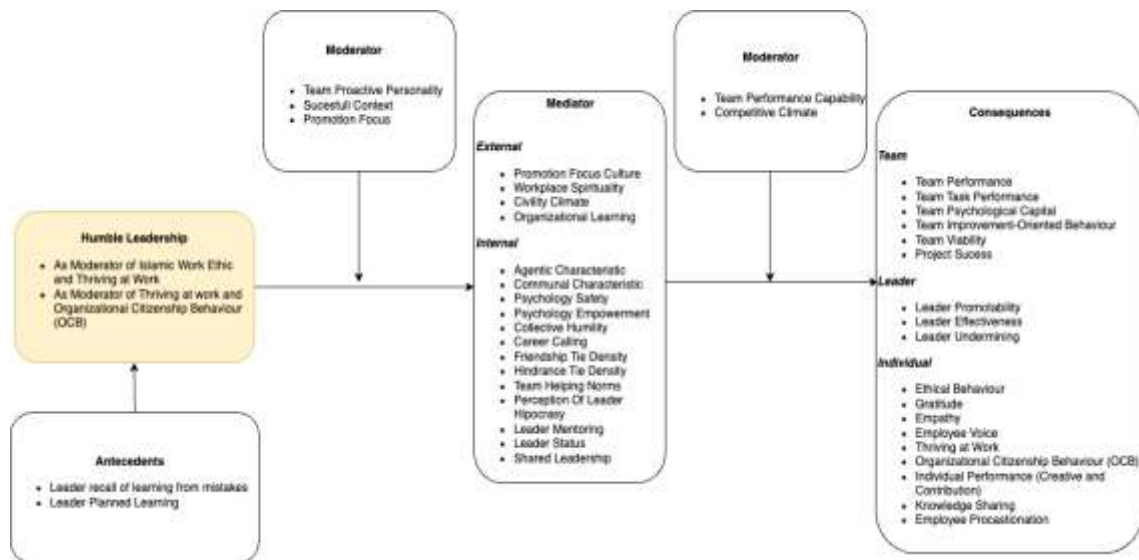 Moderator
Team Proactive Personality
Sucestull Context
Promotion Focus
Moderator
Team Performance Capability
Competitive Climate
Mediator
External
Promotion Focus Culture
Workplace Spirituality
Civility Climate
Organizational Learning
Internal
Agentic Characteristic
Communal Characteristic
Psychology Safety
Psychology Empowerment
Collective Humility
Career Calling
Friendship Tie Density
Hindrance Tie Density
Team Helping Norms
Perception Of Leader
Hipocrasy
Leader Mentoring
Leader Status
Shared Leadership
Consequences
Team
Team Performance
Team Task Performance
Team Psychological Capital
Team Improvement-Oriented Behaviour
Team Viability
Project Sucess
Leader
Leader Promotability
Leader Effectiveness
Leader Undermining
Individual
Ethical Behaviour
Gratitude
Empathy
Employee Voice
Thriving at Work
Organizational Citizenship Behaviour (OCB)
Individual Performance (Creative and
Contribution)
Knowledge Sharing
Employee Procastionation
Humble Leadership
As Moderator of Islamic Work Ethic
and Thriving at Work
As Moderator of Thriving at work and
Organizational Citizenship Behaviour
(OCB)
Antecedents
Leader recall of learning from mistakes
Leader Planned Learning